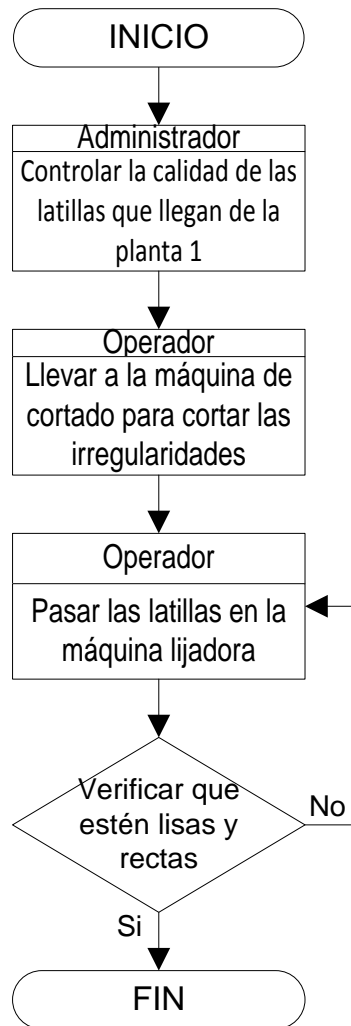 INICIO
Administrador
Controlar la calidad de las
latillas que llegan de la
planta 1
Operador
Llevar a la máquina de
cortado para cortar las
irregularidades
Operador
Pasar las latillas en la
máquina lijadora
Verificar que
estén lisas y
rectas
No
Si
FIN